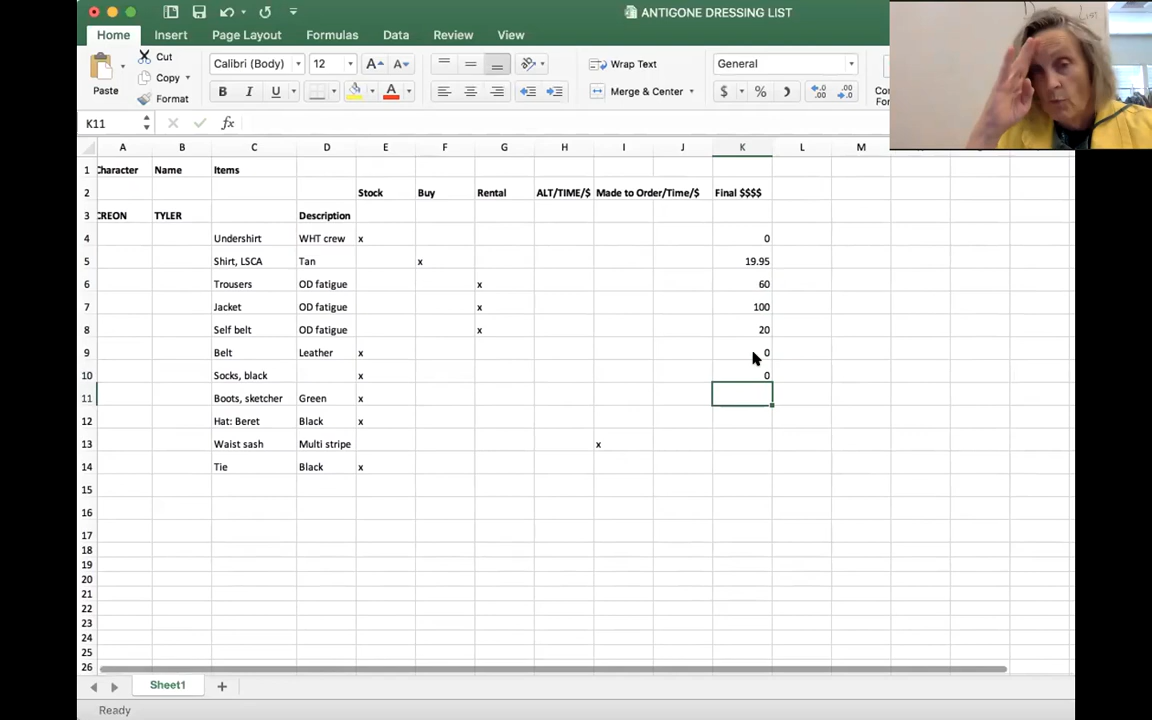 ANTIGONE DRESSING LIST
Home Insert Page Layout Formulas Data Review View
Cut
Copy
Paste
Format
Calibri (Body) 12 A A
B I U A
Wrap Text
Merge & Center
General
$ % .00
Con
For
K11 fx
A B C D E F G H I J K L M
1 Character Name Items
2 Stock Buy Rental ALT/TIME/$ Made to Order/Time/$ Final $$$$
3 CREON TYLER Description
4 Undershirt WHT crew x 0
5 Shirt, LSCA Tan x 19.95
6 Trousers OD fatigue x 60
7 Jacket OD fatigue x 100
8 Self belt OD fatigue x 20
9 Belt Leather x 0
10 Socks, black x 0
11 Boots, sketcher Green x
12 Hat: Beret Black x
13 Waist sash Multi stripe x
14 Tie Black x
15
16
17
18
19
20
21
22
23
24
25
26
Sheet1 +
Ready